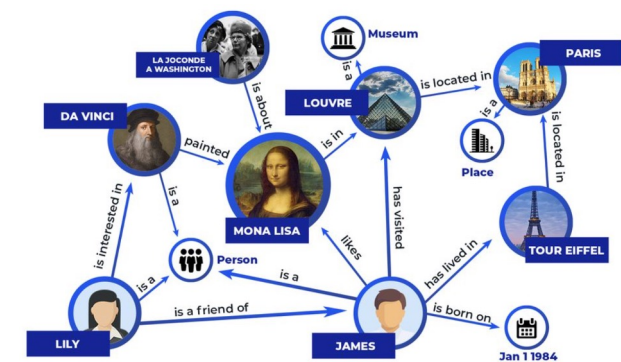 Museum
PARIS
LA JOCONDE
A WASHINGTON
is a
is located in
LOUVRE
DA VINCI
is about
is a
painted
is in
Place
is located in
is interested in
is a
MONA LISA
has visited
TOUR EIFFEL
Person
likes
has lived in
is a
is a
is a friend of
is born on
LILY
JAMES
Jan 1 1984